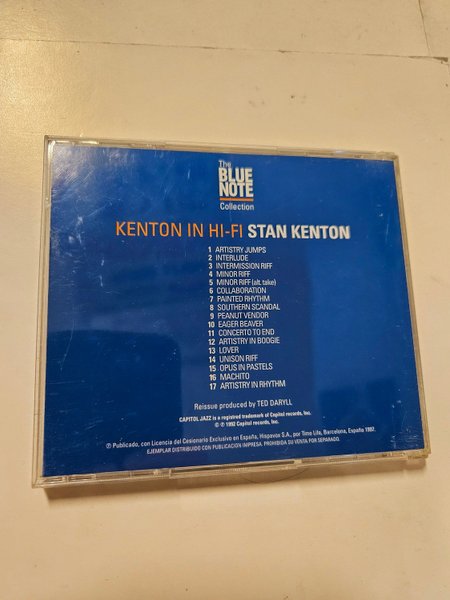 The
BLUE
NOTE
Collection
KENTON IN HI-FI STAN KENTON
1 ARTISTRY JUMPS
2 INTERLUDE
3 INTERMISSION RIFF
4 MINOR RIFF
5 MINOR RIFF (alt. take)
6 COLLABORATION
7 PAINTED RHYTHM
8 SOUTHERN SCANDAL
9 PEANUT VENDOR
10 EAGER BEAVER
11 CONCERTO TO END
12 ARTISTRY IN BOOGIE
13 LOVER
14 UNISON RIFF
15 OPUS IN PASTELS
16 MACHITO
17 ARTISTRY IN RHYTHM
Reissue produced by TED DARYLL
CAPITOL JAZZ is a registred trademark of Capitol records, Inc.
© ℗ 1992 Capitol records, Inc.
℗ Publicado, con Licencia del Cesionario Exclusivo en España, Hispavox S.A., por Time Life, Barcelona, España 1997.
EJEMPLAR DISTRIBUIDO CON PUBLICACION IMPRESA. PROHIBIDA SU VENTA POR SEPARADO.